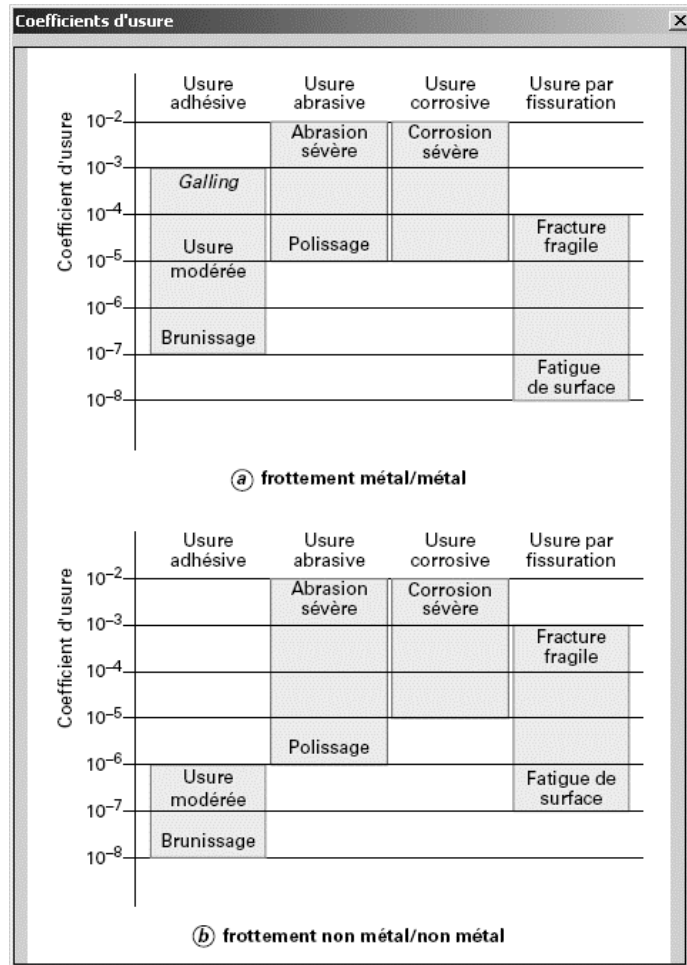 Coefficients d'usure
Usure adhésive
Usure abrasive
Usure corrosive
Usure par fissuration
Coefficient d'usure
10–2
10–3
10–4
10–5
10–6
10–7
10–8
Galling
Usure modérée
Brunissage
Abrasion sévère
Polissage
Corrosion sévère
Fracture fragile
Fatigue de surface
a frottement métal/métal
Usure adhésive
Usure abrasive
Usure corrosive
Usure par fissuration
Coefficient d'usure
10–2
10–3
10–4
10–5
10–6
10–7
10–8
Usure modérée
Brunissage
Abrasion sévère
Polissage
Corrosion sévère
Fracture fragile
Fatigue de surface
b frottement non métal/non métal